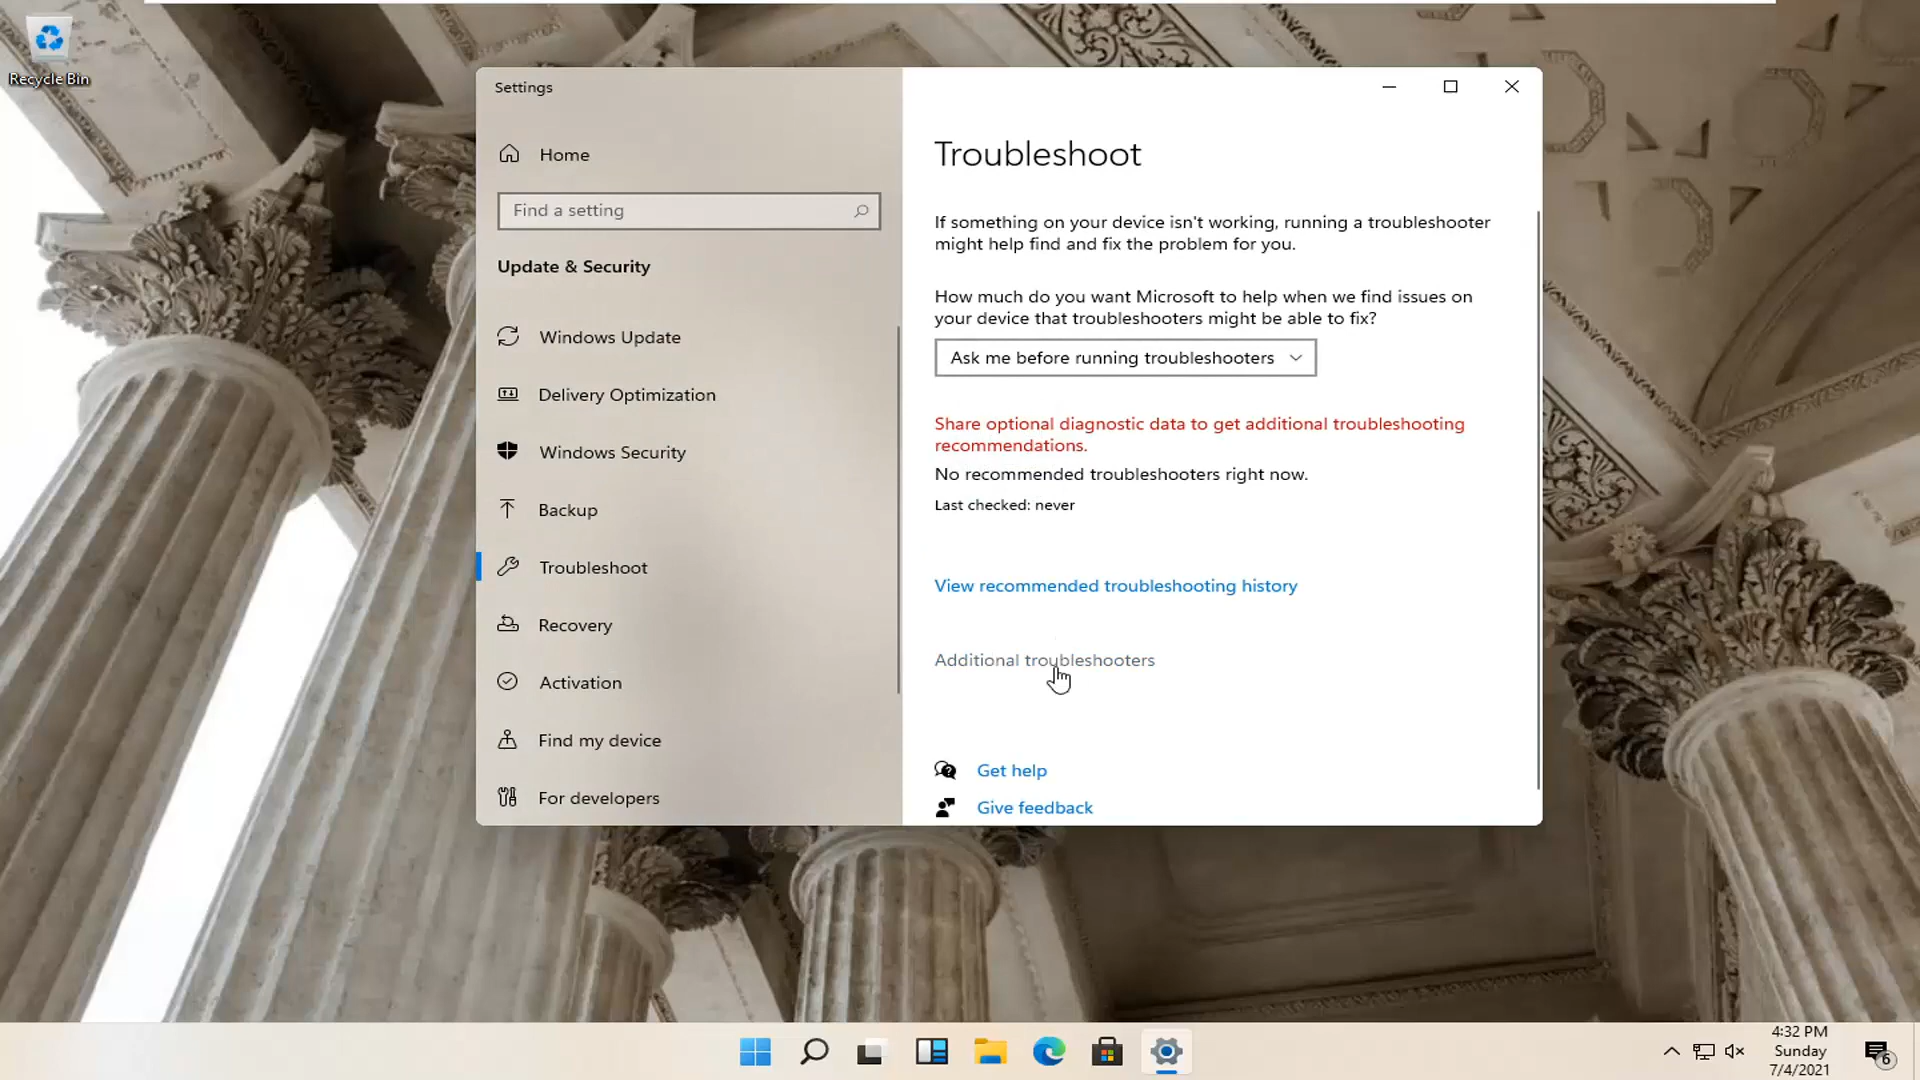 Recycle Bin
Settings
Home
Find a setting
Update & Security
Windows Update
Delivery Optimization
Windows Security
Backup
Troubleshoot
Recovery
Activation
Find my device
For developers
Troubleshoot
If something on your device isn't working, running a troubleshooter
might help find and fix the problem for you.
How much do you want Microsoft to help when we find issues on
your device that troubleshooters might be able to fix?
Ask me before running troubleshooters
Share optional diagnostic data to get additional troubleshooting
recommendations.
No recommended troubleshooters right now.
Last checked: never
View recommended troubleshooting history
Additional troubleshooters
Get help
Give feedback
4:32 PM
Sunday
7/4/2021
6